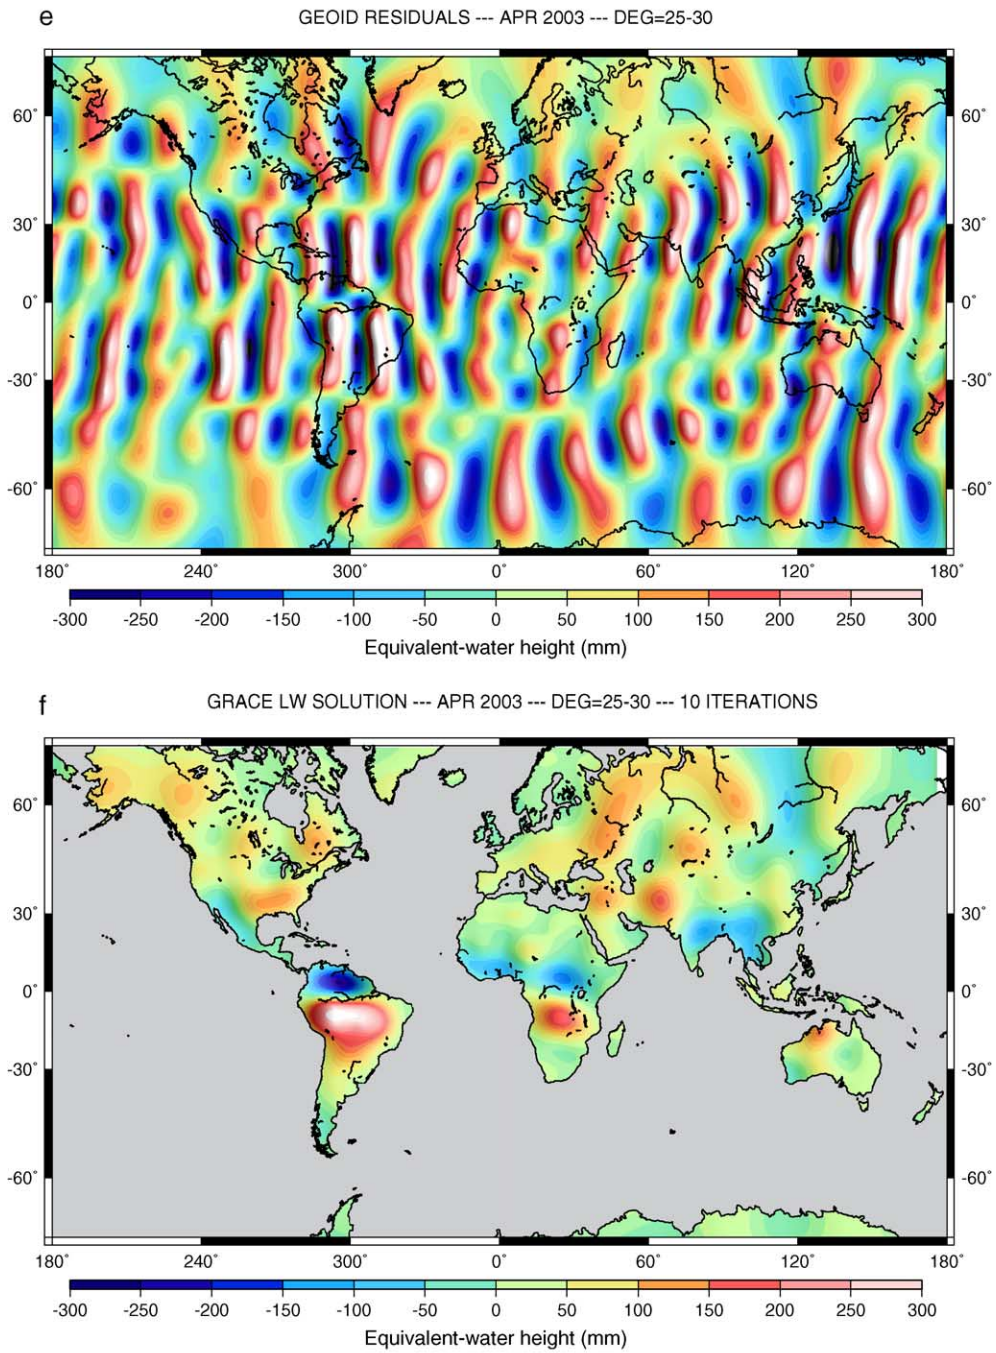 e
GEOID RESIDUALS --- APR 2003 --- DEG=25-30
60° 60°
30° 30°
0° 0°
-30° -30°
-60° -60°
180° 240° 300° 0° 60° 120° 180°
-300 -250 -200 -150 -100 -50 0 50 100 150 200 250 300
Equivalent-water height (mm)
f
GRACE LW SOLUTION --- APR 2003 --- DEG=25-30 --- 10 ITERATIONS
60° 60°
30° 30°
0° 0°
-30° -30°
-60° -60°
180° 240° 300° 0° 60° 120° 180°
-300 -250 -200 -150 -100 -50 0 50 100 150 200 250 300
Equivalent-water height (mm)